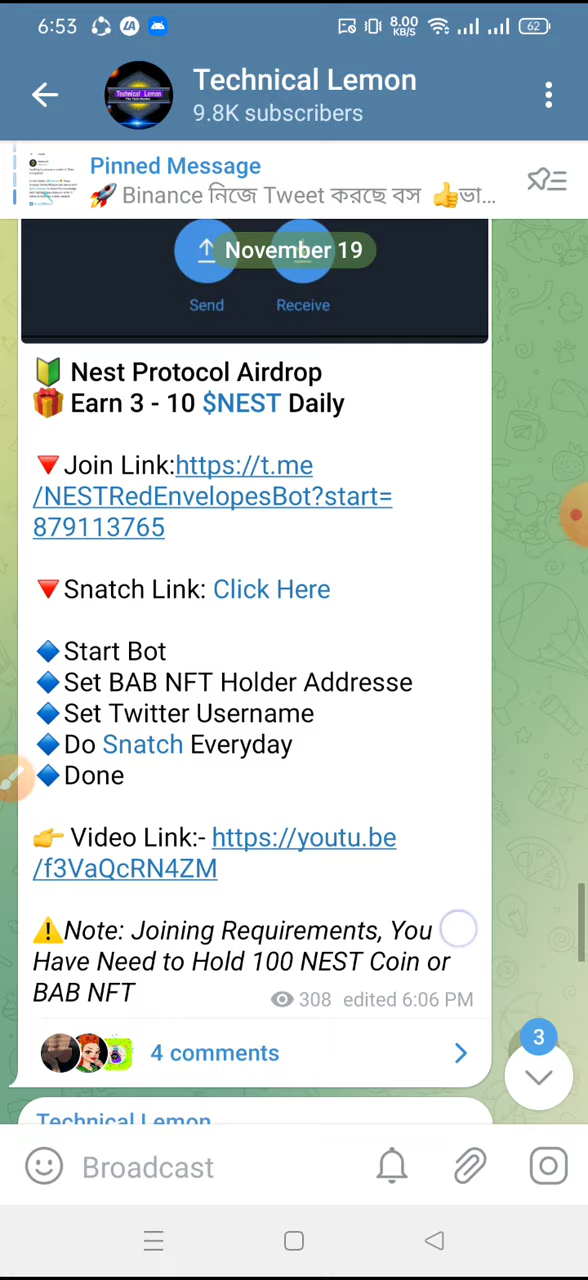 6:53
8.00
KB/S
62
Technical Lemon
9.8K subscribers
Pinned Message
🚀 Binance নিজে Tweet করছে বস 👍ভা...
November 19
Send
Receive
🔰 Nest Protocol Airdrop
🎁 Earn 3 - 10 $NEST Daily
🔻Join Link:https://t.me
/NESTRedEnvelopesBot?start=
879113765
🔻Snatch Link: Click Here
🔷Start Bot
🔷Set BAB NFT Holder Addresse
🔷Set Twitter Username
🔷Do Snatch Everyday
🔷Done
👉 Video Link:- https://youtu.be
/f3VaQcRN4ZM
⚠️Note: Joining Requirements, You
Have Need to Hold 100 NEST Coin or
BAB NFT
308 edited 6:06 PM
4 comments
3
Technical Lemon
Broadcast